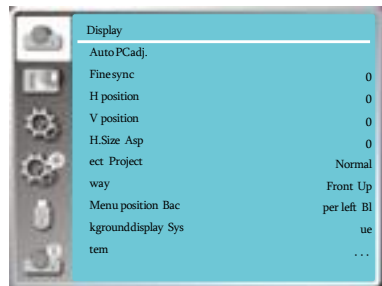 Display
Auto PCadj.
Finesync 0
H position 0
V position 0
H.Size Asp 0
ect Project Normal
way Front Up
Menu position Bac per left Bl
kgrounddisplay Sys ue
tem ...